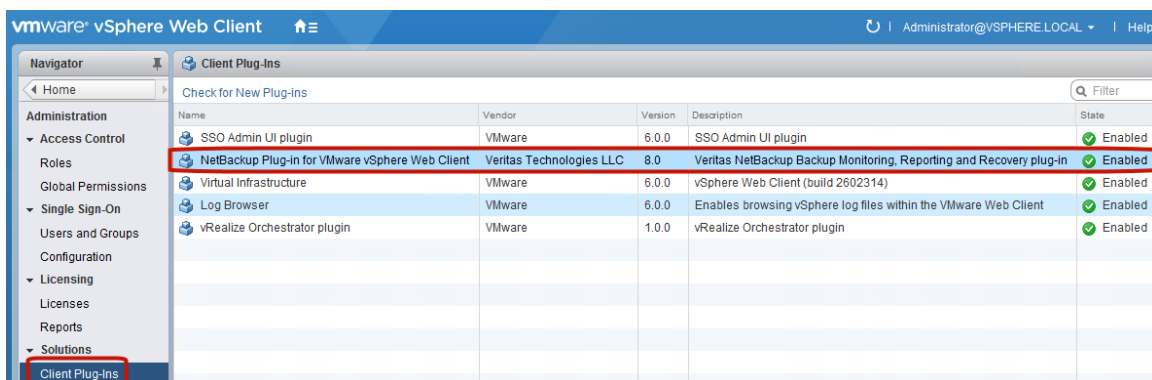 vmware® vSphere Web Client
Administrator@VSPHERE.LOCAL
Help
Navigator
Home
Administration
Access Control
Roles
Global Permissions
Single Sign-On
Users and Groups
Configuration
Licensing
Licenses
Reports
Solutions
Client Plug-Ins
Client Plug-Ins
Check for New Plug-ins
Filter
Name Vendor Version Description State
SSO Admin UI plugin VMware 6.0.0 SSO Admin UI plugin Enabled
NetBackup Plug-in for VMware vSphere Web Client Veritas Technologies LLC 8.0 Veritas NetBackup Backup Monitoring, Reporting and Recovery plug-in Enabled
Virtual Infrastructure VMware 6.0.0 vSphere Web Client (build 2602314) Enabled
Log Browser VMware 6.0.0 Enables browsing vSphere log files within the VMware Web Client Enabled
vRealize Orchestrator plugin VMware 1.0.0 vRealize Orchestrator plugin Enabled